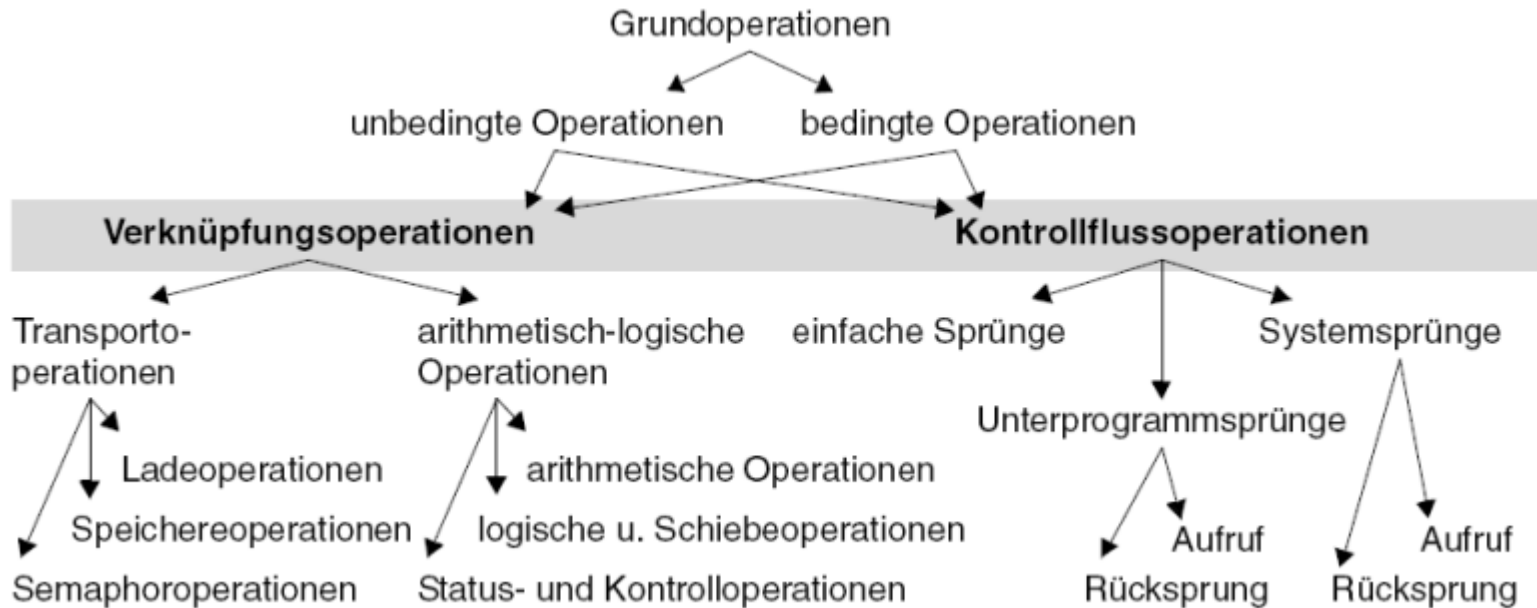 Grundoperationen
unbedingte Operationen bedingte Operationen
Verknüpfungsoperationen Kontrollflussoperationen
Transporto- arithmetisch-logische einfache Sprünge Systemsprünge
perationen Operationen
Unterprogrammsprünge
Ladeoperationen arithmetische Operationen
Speichereoperationen logische u. Schiebeoperationen Aufruf Aufruf
Semaphoroperationen Status- und Kontrolloperationen Rücksprung Rücksprung